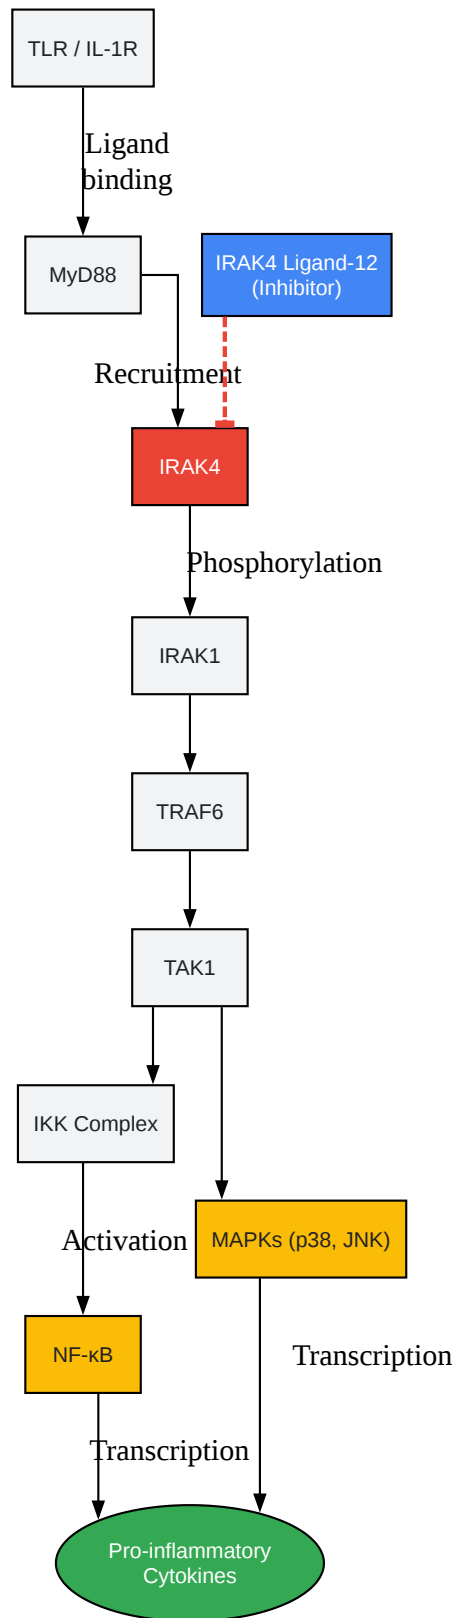 TLR / IL-1R
Ligand
binding
MyD88
IRAK4 Ligand-12
(Inhibitor)
Recruitment
IRAK4
Phosphorylation
IRAK1
TRAF6
TAK1
IKK Complex
Activation
MAPKs (p38, JNK)
NF-κB
Transcription
Transcription
Pro-inflammatory
Cytokines